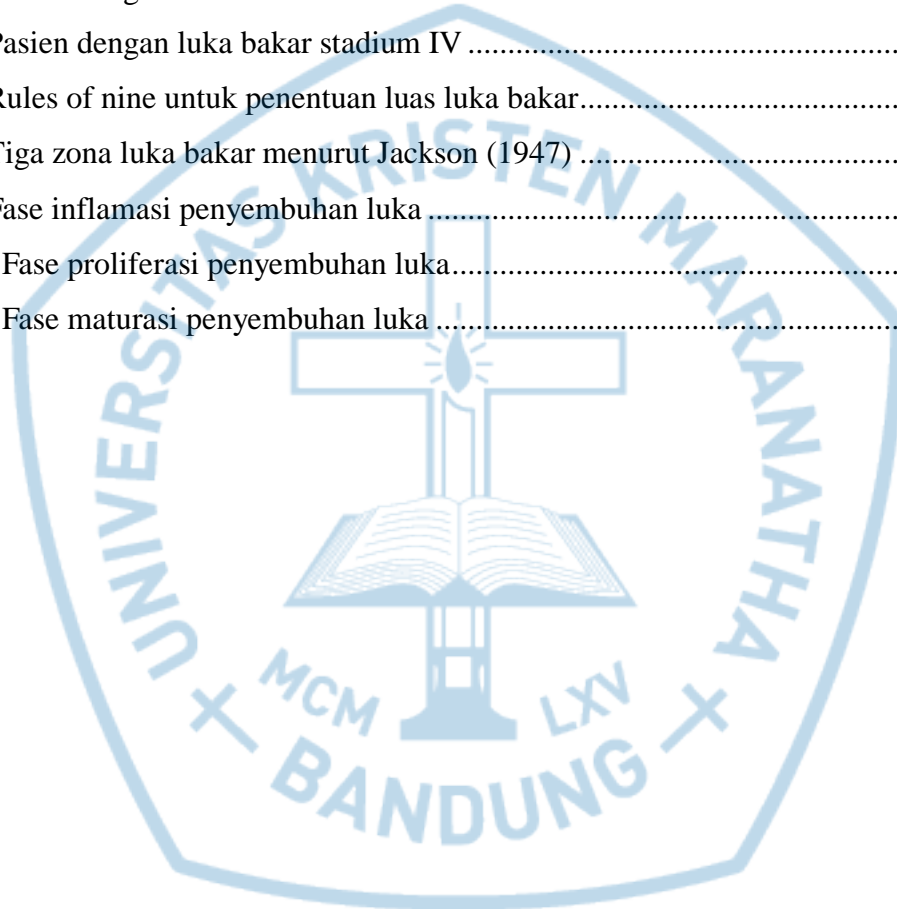 Pasien dengan luka bakar stadium IV ....................................................
Rules of nine untuk penentuan luas luka bakar.......................................
Tiga zona luka bakar menurut Jackson (1947) .......................................
Fase inflamasi penyembuhan luka .........................................................
Fase proliferasi penyembuhan luka.......................................................
Fase maturasi penyembuhan luka .........................................................
UNIVERSITAS KRISTEN MARANATHA
MCM LXV
BANDUNG